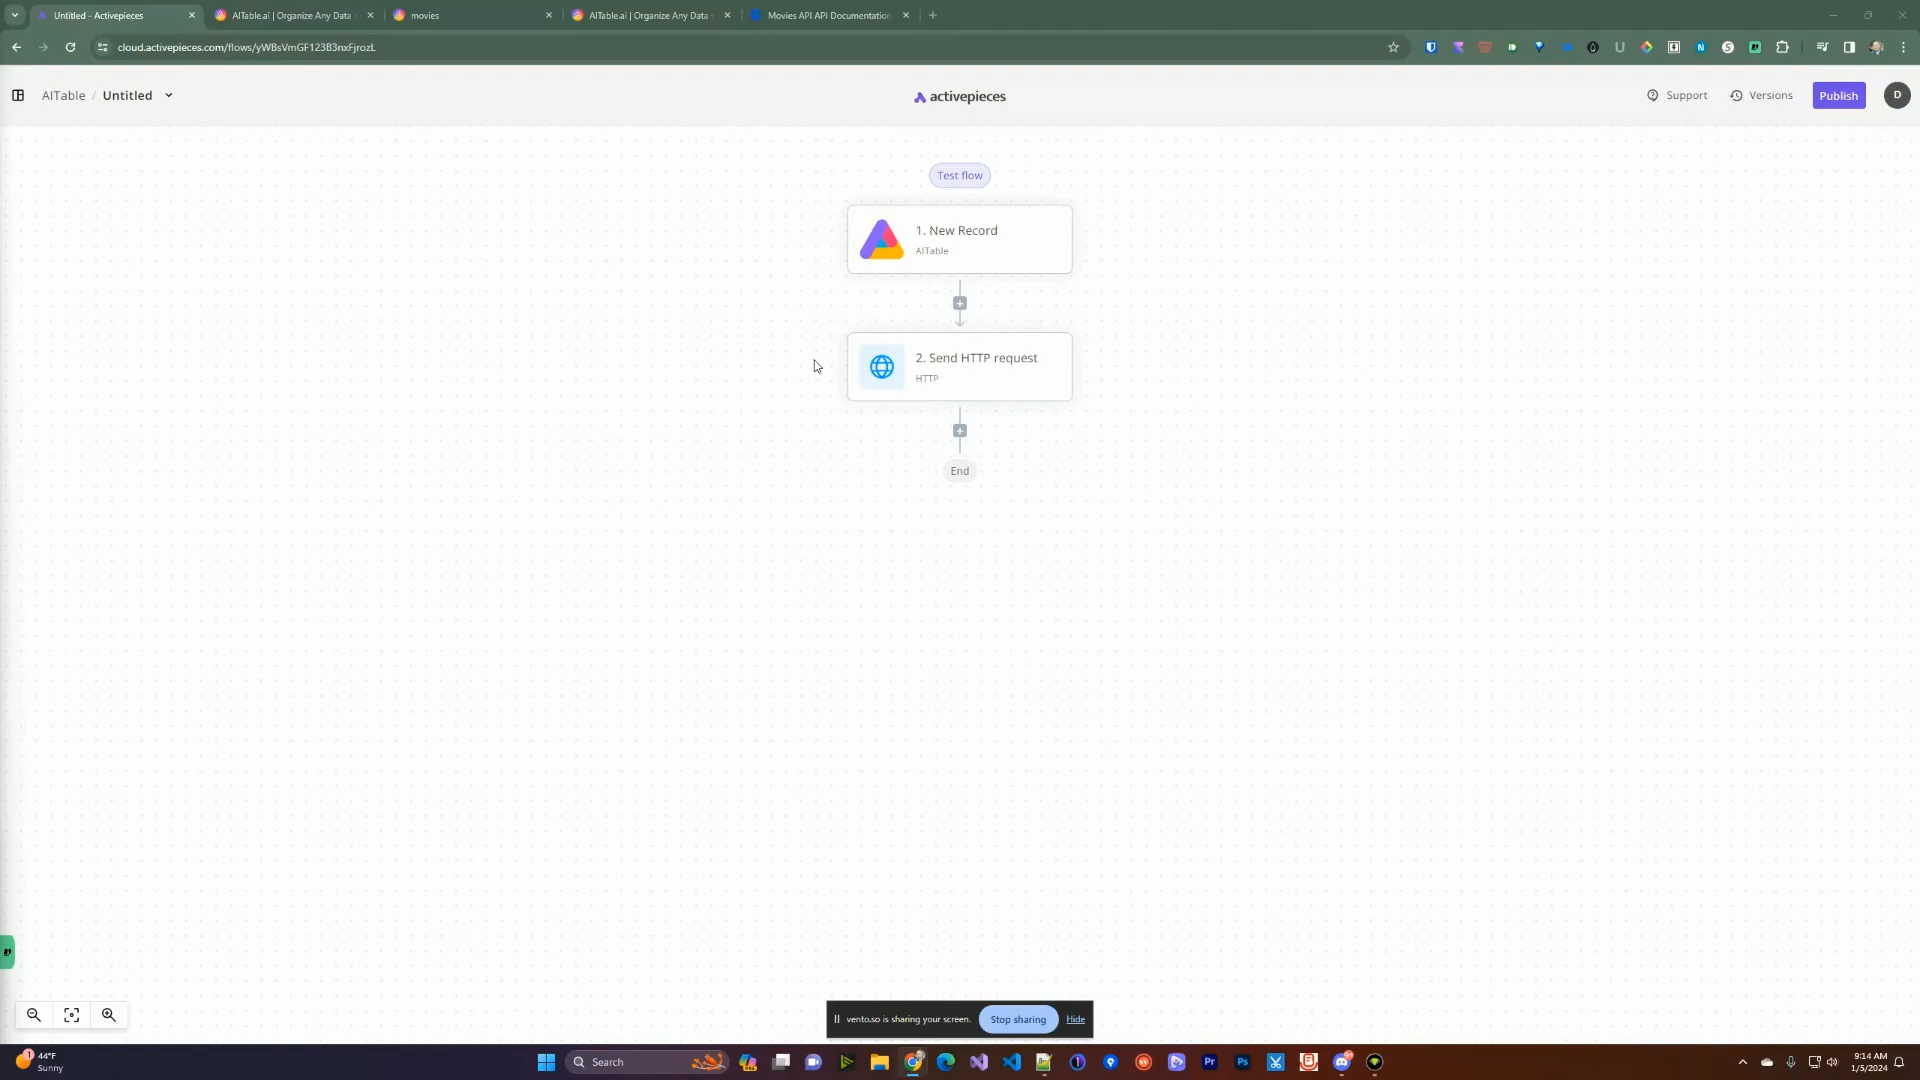 Untitled - Activepieces
AITable.ai | Organize Any Data
movies
AITable.ai | Organize Any Data
Movies API API Documentation
cloud.activepieces.com/flows/yWBsVmGF123B3nxFjrozL
AITable / Untitled
activepieces
Support
Versions
Publish
D
Test flow
1. New Record
AITable
2. Send HTTP request
HTTP
End
vento.so is sharing your screen.
Stop sharing
Hide
44°F
Sunny
Search
9:14 AM
1/5/2024